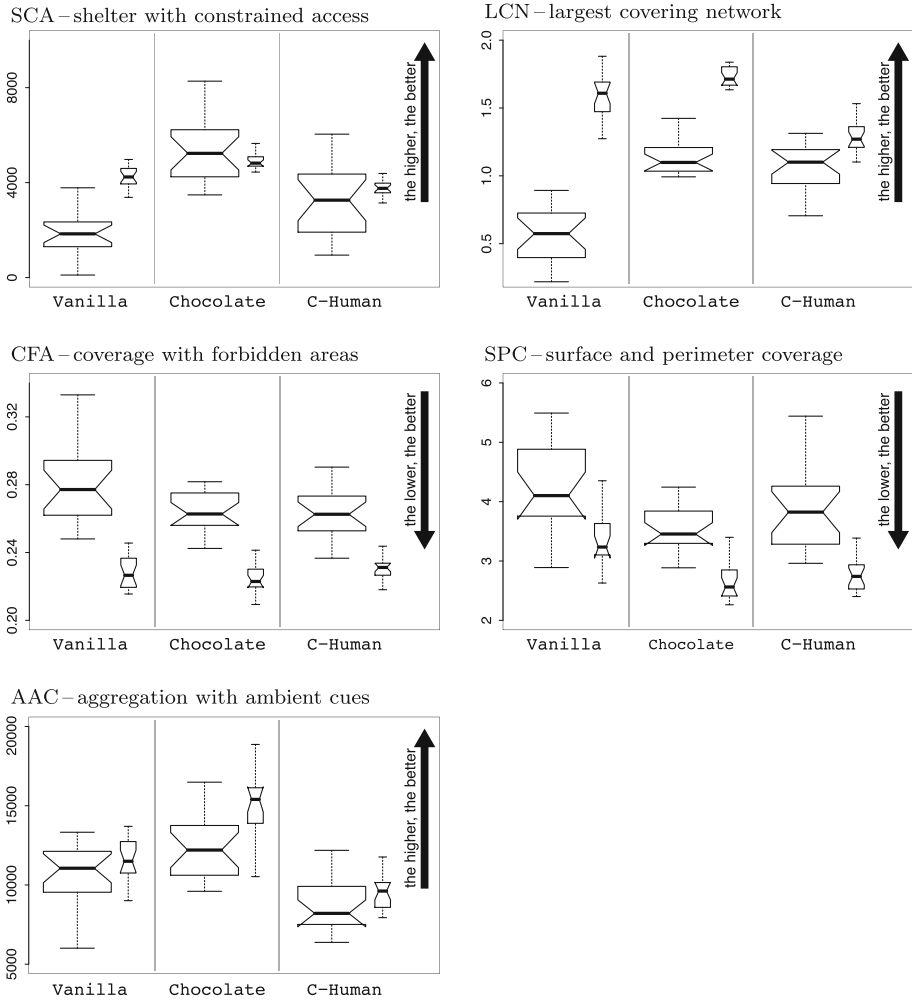 SCA – shelter with constrained access
8000
4000
0
the higher, the better
Vanilla Chocolate C-Human
LCN – largest covering network
2.0
1.5
1.0
0.5
the higher, the better
Vanilla Chocolate C-Human
CFA – coverage with forbidden areas
0.32
0.28
0.24
0.20
the lower, the better
Vanilla Chocolate C-Human
SPC – surface and perimeter coverage
6
5
4
3
2
the lower, the better
Vanilla Chocolate C-Human
AAC – aggregation with ambient cues
20000
15000
10000
5000
the higher, the better
Vanilla Chocolate C-Human